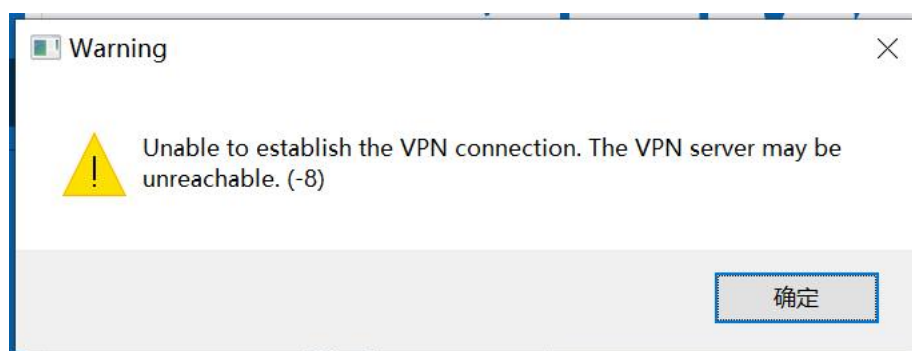 Warning
Unable to establish the VPN connection. The VPN server may be
unreachable. (-8)
确定